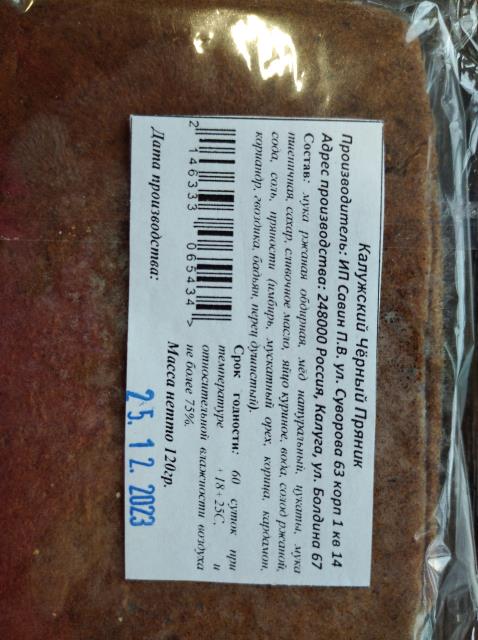 Калужский Чёрный Пряник
Производитель: ИП Савин П.В. ул. Суворова 63 корп 1 кв 14
Адрес производства: 248000 Россия, Калуга, ул. Болдина 67
Состав: мука ржаная обдирная, мёд натуральный, цукаты, мука
пшеничная, сахар, сливочное масло, яйцо куриное, вода, солод ржаной,
сода, соль, пряности (имбирь, мускатный орех, корица, кардамон,
кориандр, гвоздика, бадьян, перец душистый).
2 146333 065434 >
Срок годности: 60 суток при
температуре +18+25С, и
относительной влажности воздуха
не более 75%.
Масса нетто 120гр.
Дата производства:
25.12.2023